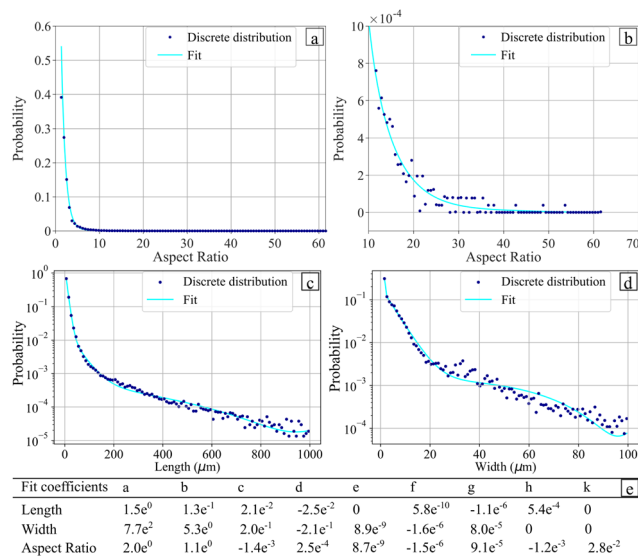 0.6
0.5
0.4
0.3
0.2
0.1
0
Probability
Discrete distribution
Fit
a
0 10 20 30 40 50 60
Aspect Ratio
×10⁻⁴
10
8
6
4
2
0
Probability
Discrete distribution
Fit
b
10 20 30 40 50 60 70
Aspect Ratio
10⁰
10⁻¹
10⁻²
10⁻³
10⁻⁴
10⁻⁵
Probability
Discrete distribution
Fit
c
0 200 400 600 800 1000
Length (μm)
10⁻¹
10⁻²
10⁻³
10⁻⁴
Probability
Discrete distribution
Fit
d
0 20 40 60 80 100
Width (μm)
Fit coefficients a b c d e f g h k e
Length 1.5e⁰ 1.3e⁻¹ 2.1e⁻² -2.5e⁻² 0 5.8e⁻¹⁰ -1.1e⁻⁶ 5.4e⁻⁴
Width 7.7e² 5.3e⁰ 2.0e⁻¹ -2.1e⁻¹ 8.9e⁻⁹ -1.6e⁻⁶ 8.0e⁻⁵ 0 0
Aspect Ratio 2.0e⁰ 1.1e⁰ -1.4e⁻³ 2.5e⁻⁴ 8.7e⁻⁹ -1.5e⁻⁶ 9.1e⁻⁵ -1.2e⁻³ 2.8e⁻²